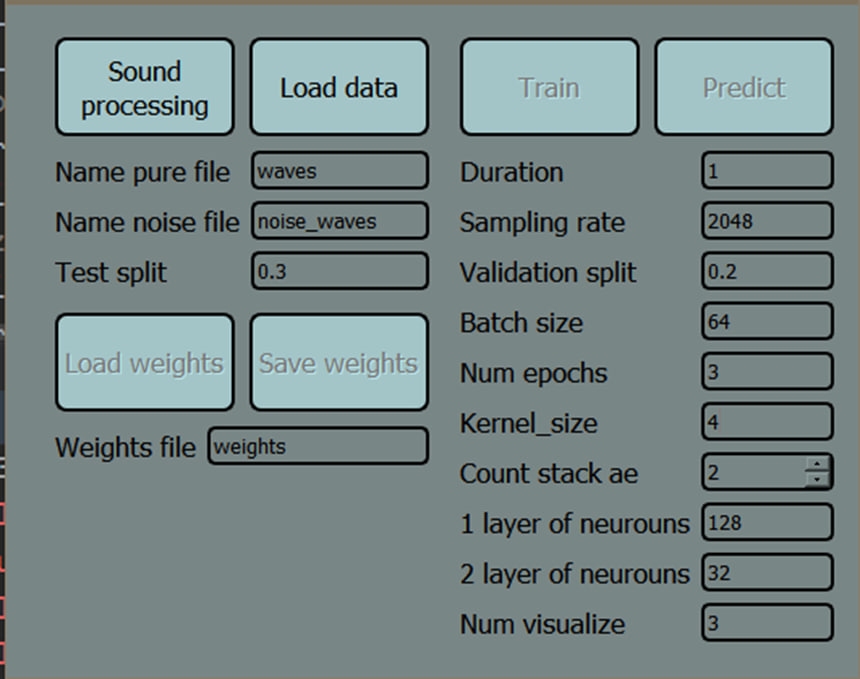 Sound
processing
Load data
Train
Predict
Name pure file waves
Name noise file noise_waves
Test split 0.3
Load weights
Save weights
Weights file weights
Duration 1
Sampling rate 2048
Validation split 0.2
Batch size 64
Num epochs 3
Kernel_size 4
Count stack ae 2
1 layer of neurouns 128
2 layer of neurouns 32
Num visualize 3